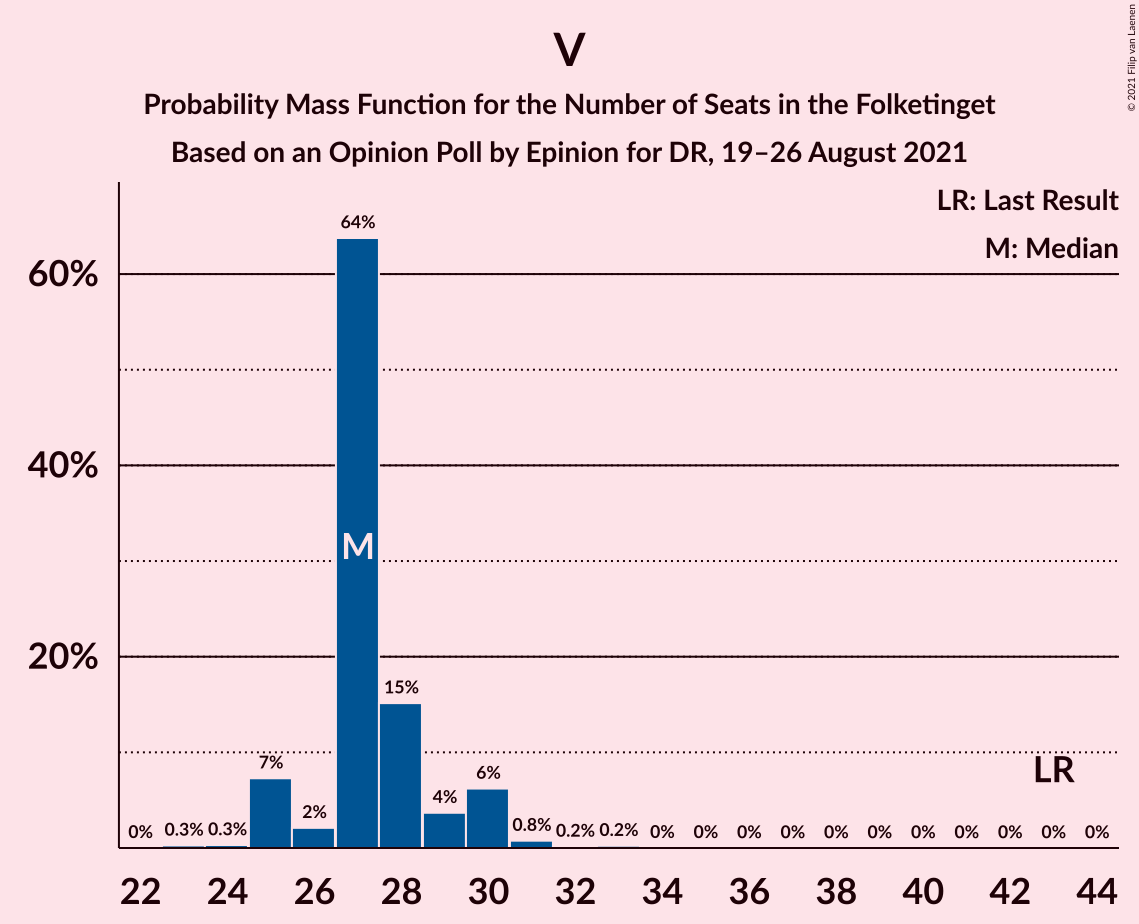 V
Probability Mass Function for the Number of Seats in the Folketinget
Based on an Opinion Poll by Epinion for DR, 19–26 August 2021
© 2021 Filip van Laenen
LR: Last Result
M: Median
60%
40%
20%
0% 0.3% 0.3% 7% 2% 64% 15% 4% 6% 0.8% 0.2% 0.2% 0% 0% 0% 0% 0% 0% 0% 0% 0% 0% 0%
M
LR
22 24 26 28 30 32 34 36 38 40 42 44